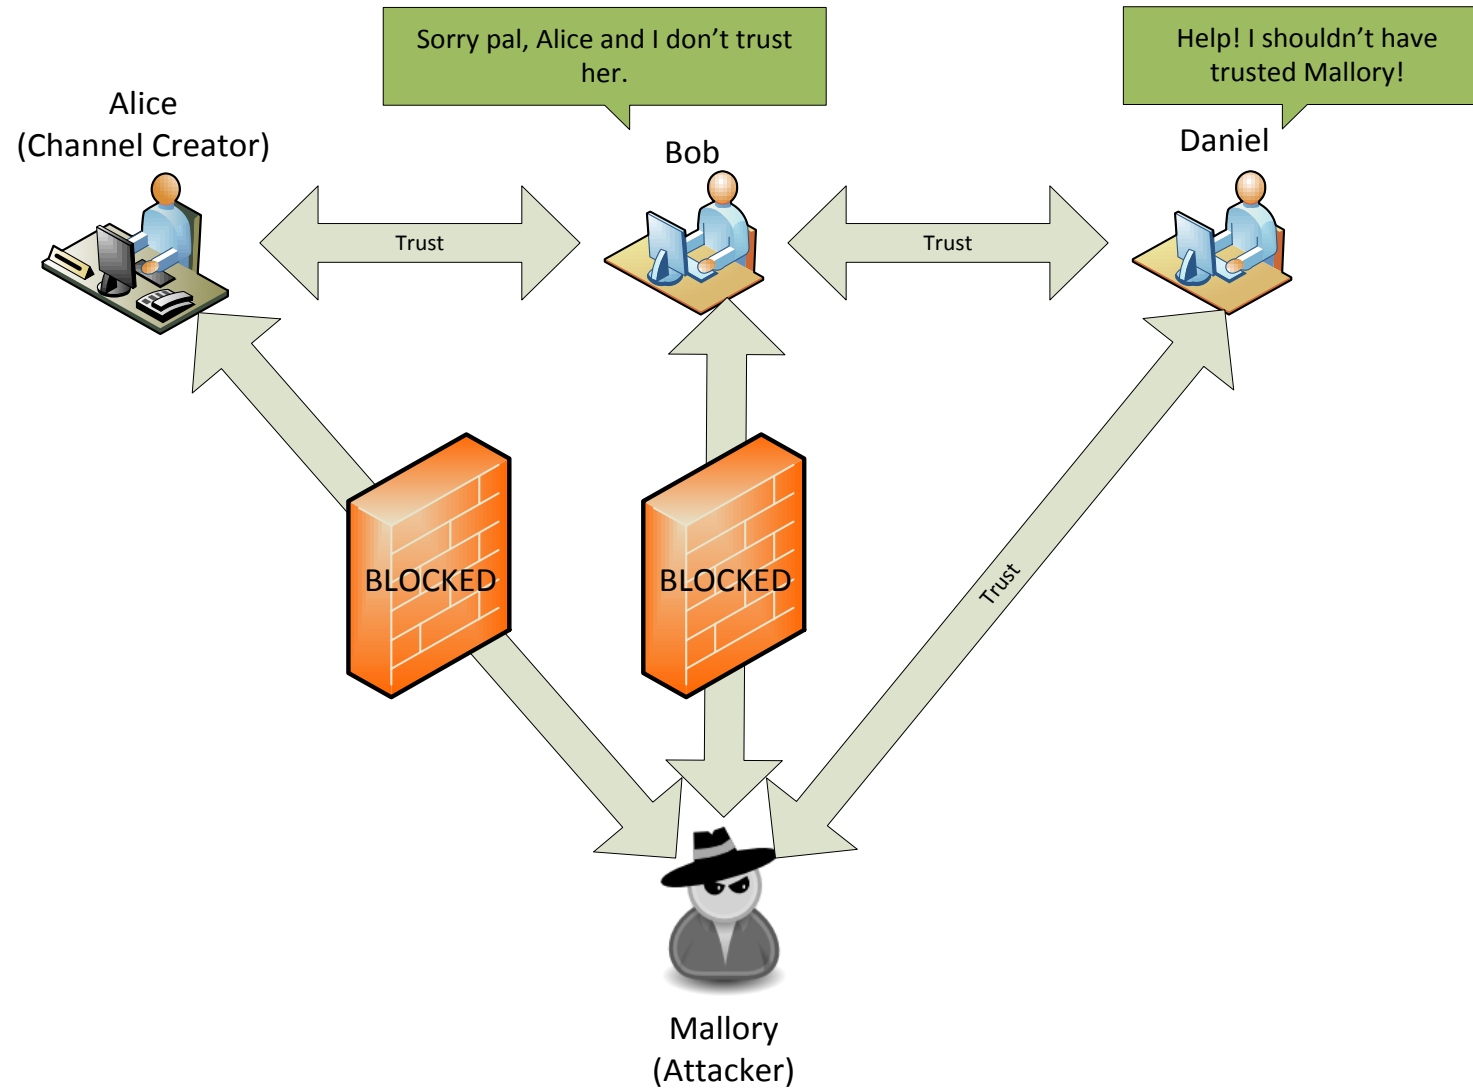 Sorry pal, Alice and I don’t trust
her.
Help! I shouldn’t have
trusted Mallory!
Alice
(Channel Creator)
Bob
Daniel
Trust
Trust
BLOCKED
BLOCKED
Trust
Mallory
(Attacker)